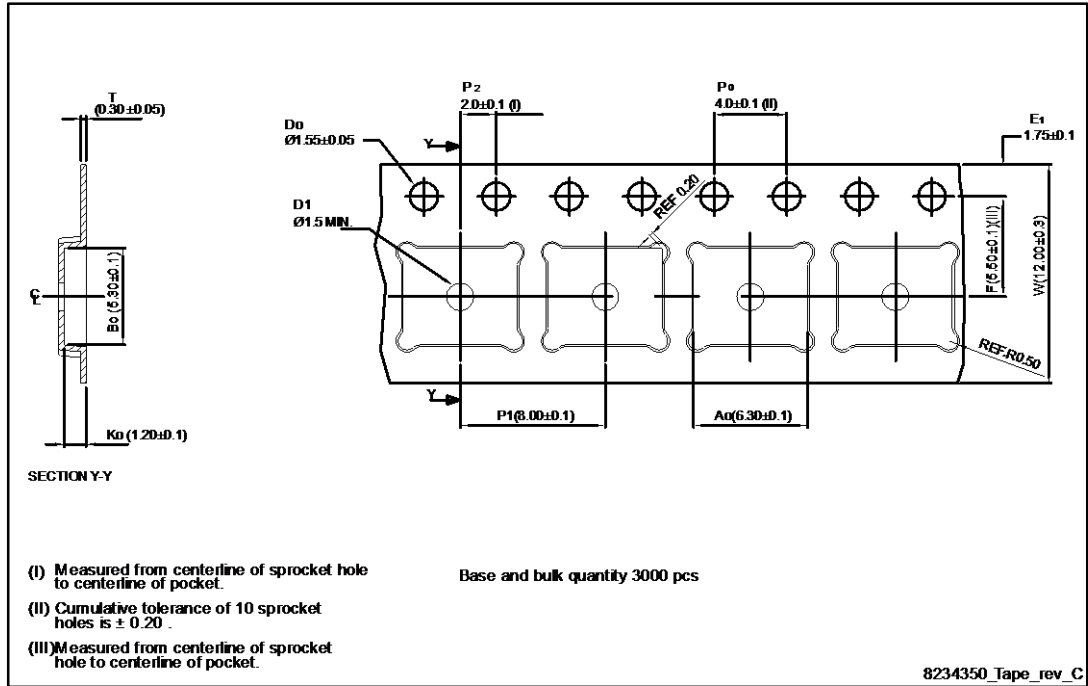 T
(0.30±0.05)
P2
2.0±0.1 (I)
P0
4.0±0.1 (II)
E1
1.75±0.1
D0
Ø1.55±0.05
Y
D1
Ø1.5 MIN.
REF 0.20
F(5.50±0.1)(III)
W(12.00±0.3)
Bo (5.30±0.1)
℄
REF.R0.50
Y
P1(8.00±0.1)
Ao(6.30±0.1)
Ko (1.20±0.1)
SECTION Y-Y
(I) Measured from centerline of sprocket hole
to centerline of pocket.
Base and bulk quantity 3000 pcs
(II) Cumulative tolerance of 10 sprocket
holes is ± 0.20 .
(III)Measured from centerline of sprocket
hole to centerline of pocket.
8234350_Tape_rev_C